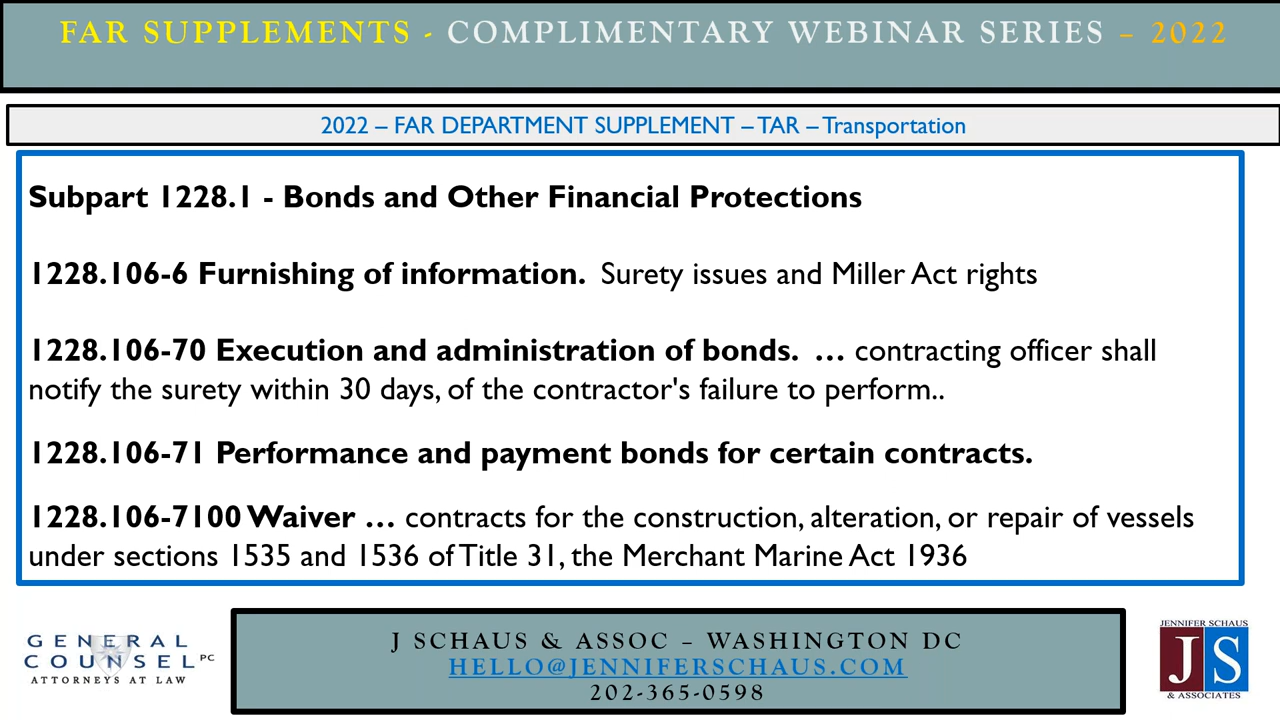 FAR SUPPLEMENTS - COMPLIMENTARY WEBINAR SERIES – 2022
2022 – FAR DEPARTMENT SUPPLEMENT – TAR – Transportation
Subpart 1228.1 - Bonds and Other Financial Protections
1228.106-6 Furnishing of information. Surety issues and Miller Act rights
1228.106-70 Execution and administration of bonds. … contracting officer shall
notify the surety within 30 days, of the contractor's failure to perform..
1228.106-71 Performance and payment bonds for certain contracts.
1228.106-7100 Waiver … contracts for the construction, alteration, or repair of vessels
under sections 1535 and 1536 of Title 31, the Merchant Marine Act 1936
GENERAL
COUNSEL PC
ATTORNEYS AT LAW
J SCHAUS & ASSOC – WASHINGTON DC
HELLO@JENNIFERSCHAUS.COM
202-365-0598
JENNIFER SCHAUS
JS
& ASSOCIATES